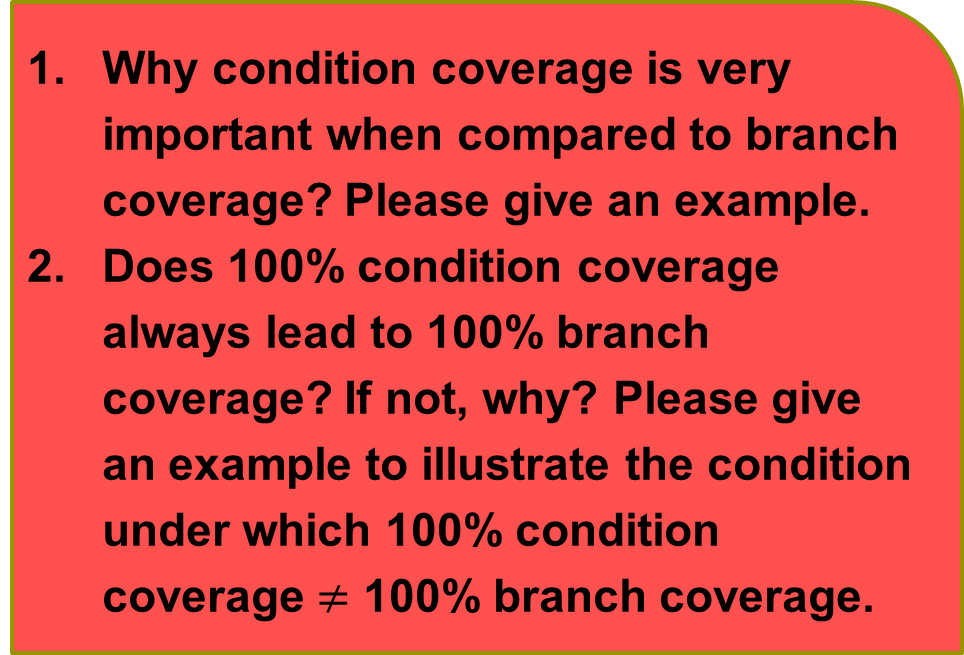 1. Why condition coverage is very
important when compared to branch
coverage? Please give an example.
2. Does 100% condition coverage
always lead to 100% branch
coverage? If not, why? Please give
an example to illustrate the condition
under which 100% condition
coverage ≠ 100% branch coverage.